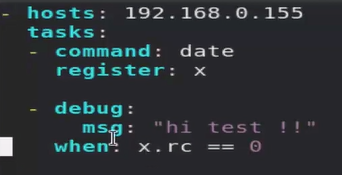 - hosts: 192.168.0.155
tasks:
- command: date
register: x
- debug:
msg: "hi test !!"
when: x.rc == 0